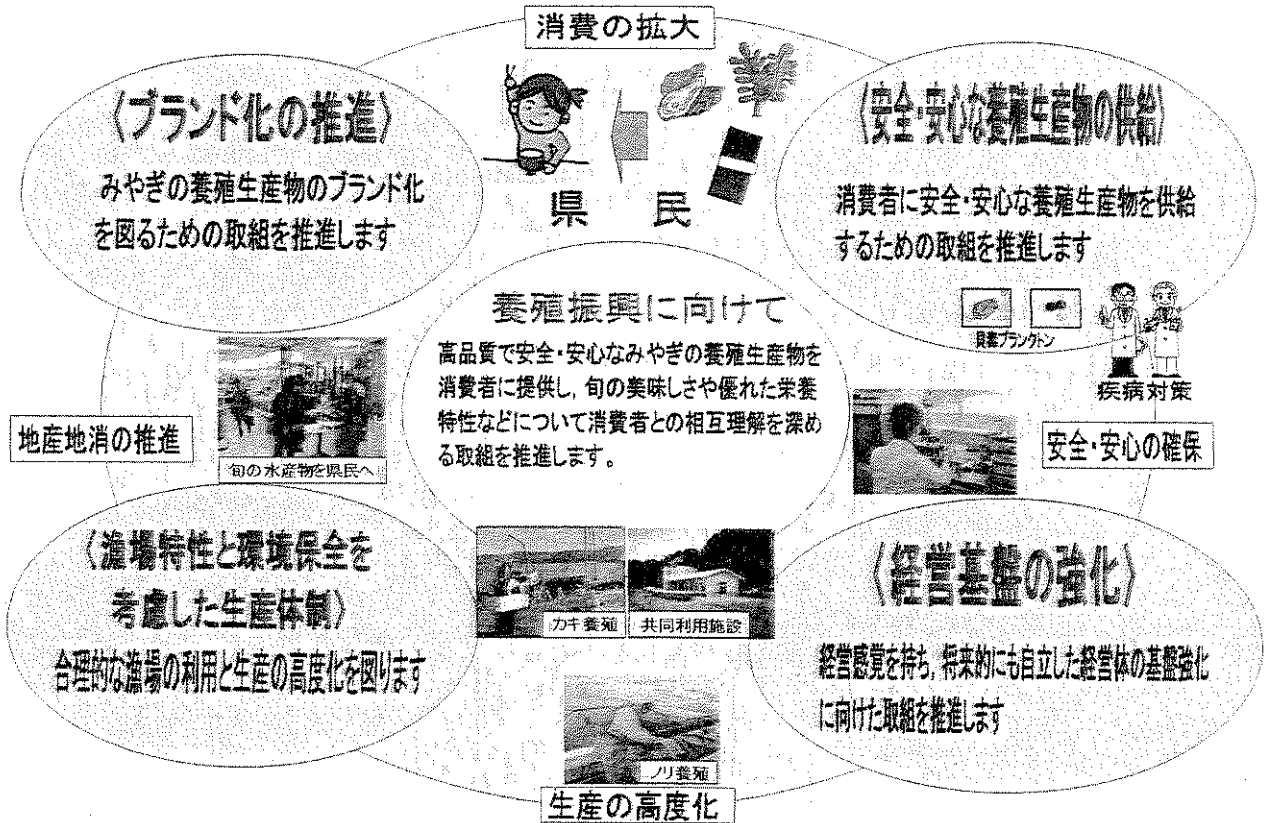 消費の拡大
〈ブランド化の推進〉
みやぎの養殖生産物のブランド化
を図るための取組を推進します
県民
〈安全・安心な養殖生産物の供給〉
消費者に安全・安心な養殖生産物を供給
するための取組を推進します
貝毒プランクトン
疾病対策
養殖振興に向けて
高品質で安全・安心なみやぎの養殖生産物を
消費者に提供し，旬の美味しさや優れた栄養
特性などについて消費者との相互理解を深め
る取組を推進します。
地産地消の推進
旬の水産物を県民へ!!
安全・安心の確保
〈漁場特性と環境保全を
考慮した生産体制〉
合理的な漁場の利用と生産の高度化を図ります
カキ養殖
共同利用施設
〈経営基盤の強化〉
経営感覚を持ち，将来的にも自立した経営体の基盤強化
に向けた取組を推進します
ノリ養殖
生産の高度化